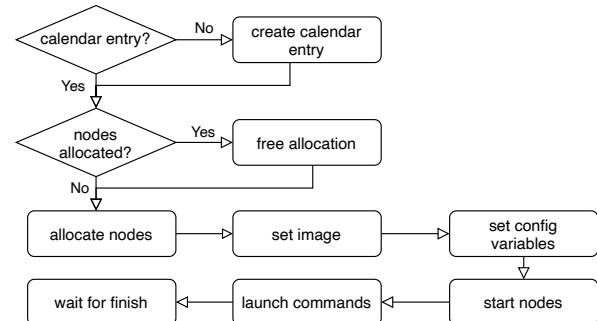 calendar entry?
No
create calendar
entry
Yes
nodes
allocated?
Yes
free allocation
No
allocate nodes
set image
set config
variables
wait for finish
launch commands
start nodes